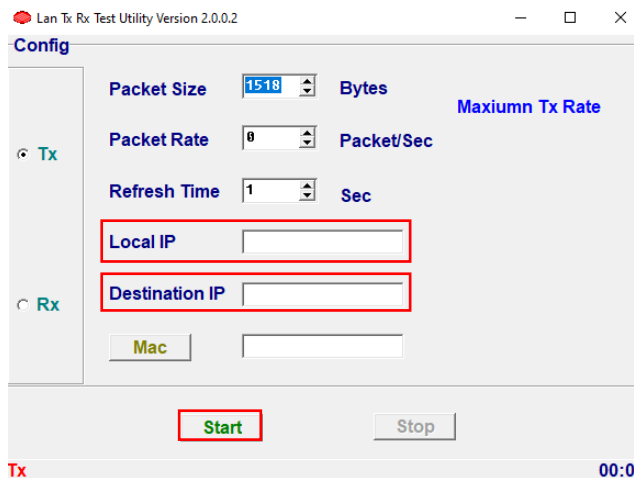 Lan Tx Rx Test Utility Version 2.0.0.2
Config
Packet Size 1518 Bytes
Maxiumn Tx Rate
Packet Rate 0 Packet/Sec
Tx
Refresh Time 1 Sec
Local IP
Destination IP
Rx
Mac
Start Stop
Tx 00:0